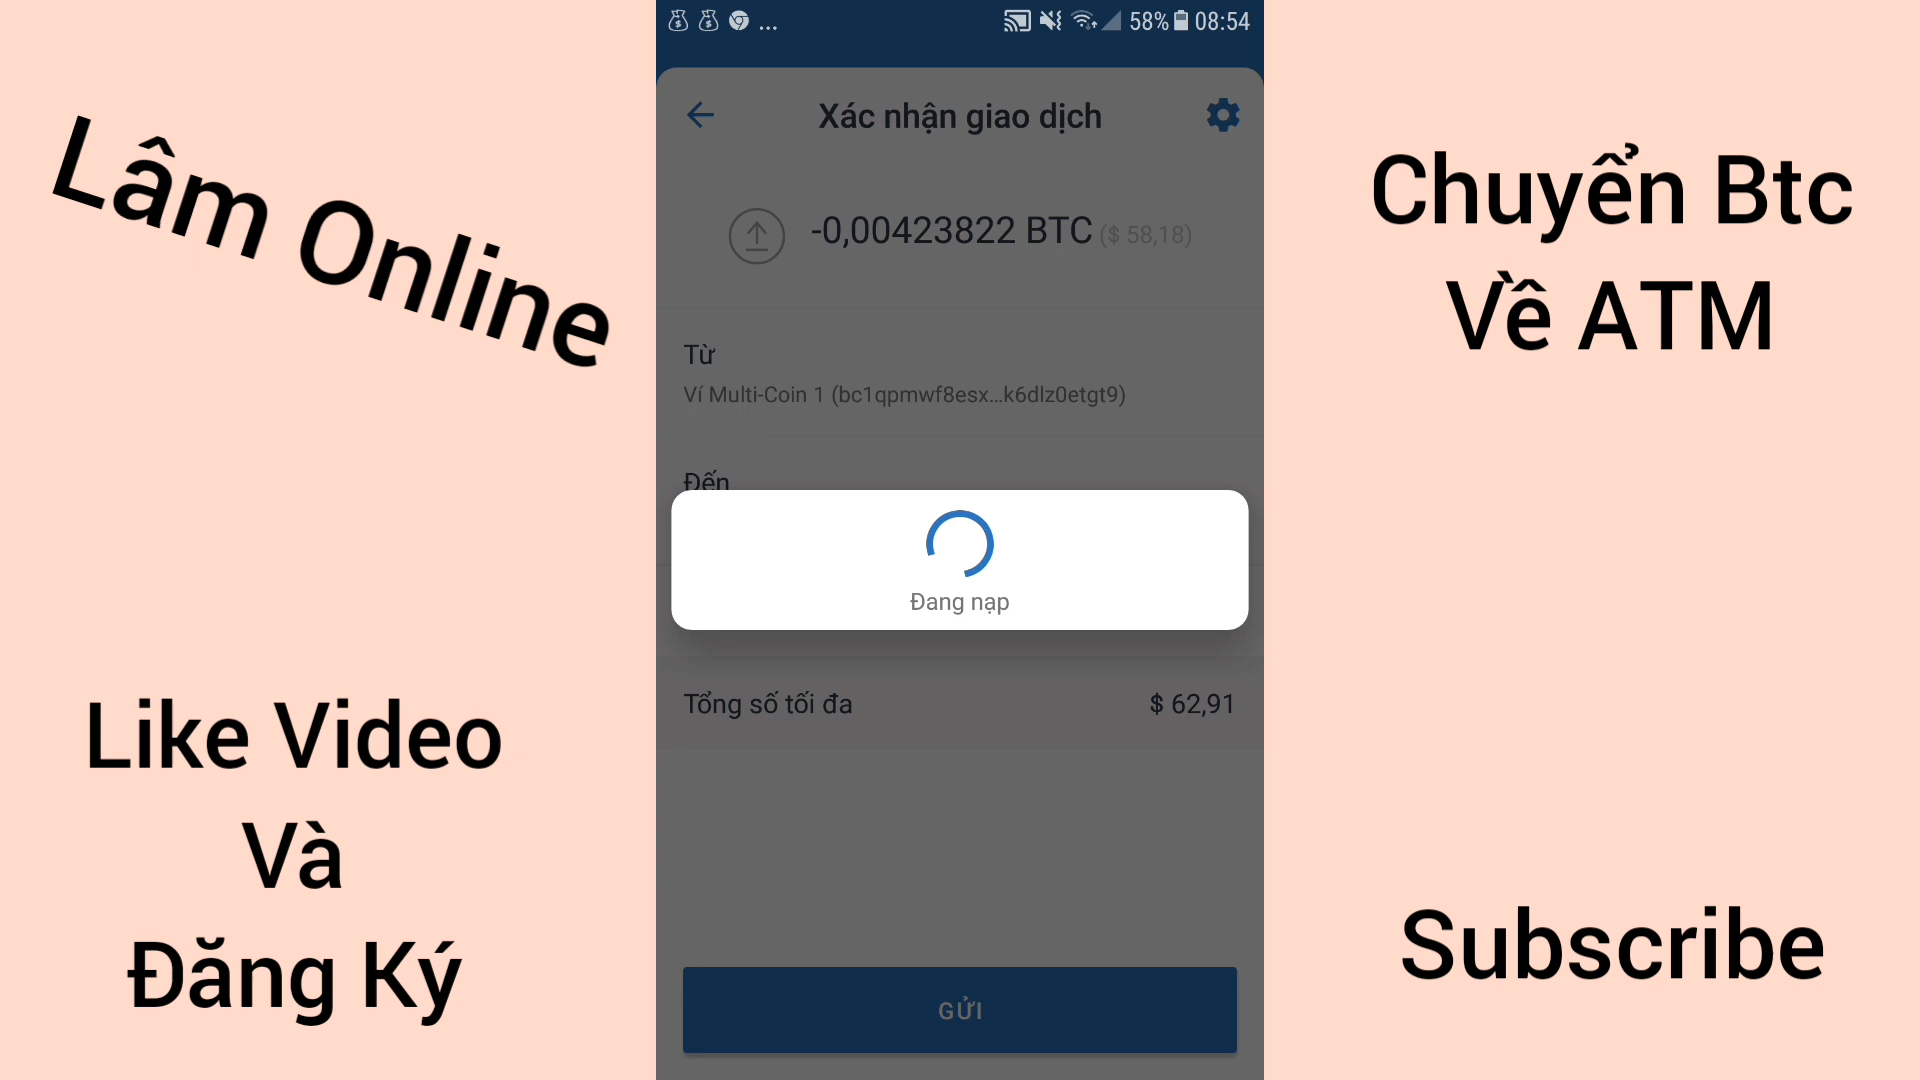 Lâm Online
Like Video
Và
Đăng Ký
... 58% 08:54
Xác nhận giao dịch
-0,00423822 BTC ($ 58,18)
Từ
Ví Multi-Coin 1 (bc1qpmwf8esx...k6dlz0etgt9)
Đến
Đang nạp
Tổng số tối đa $ 62,91
GỬI
Chuyển Btc
Về ATM
Subscribe